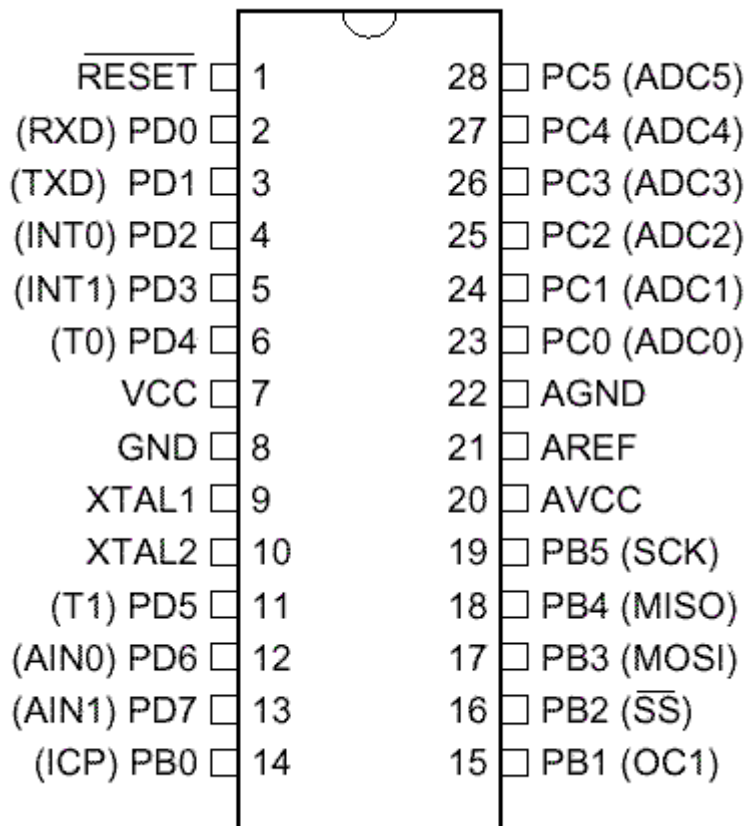 RESET 1 28 PC5 (ADC5)
(RXD) PD0 2 27 PC4 (ADC4)
(TXD) PD1 3 26 PC3 (ADC3)
(INT0) PD2 4 25 PC2 (ADC2)
(INT1) PD3 5 24 PC1 (ADC1)
(T0) PD4 6 23 PC0 (ADC0)
VCC 7 22 AGND
GND 8 21 AREF
XTAL1 9 20 AVCC
XTAL2 10 19 PB5 (SCK)
(T1) PD5 11 18 PB4 (MISO)
(AIN0) PD6 12 17 PB3 (MOSI)
(AIN1) PD7 13 16 PB2 (SS)
(ICP) PB0 14 15 PB1 (OC1)